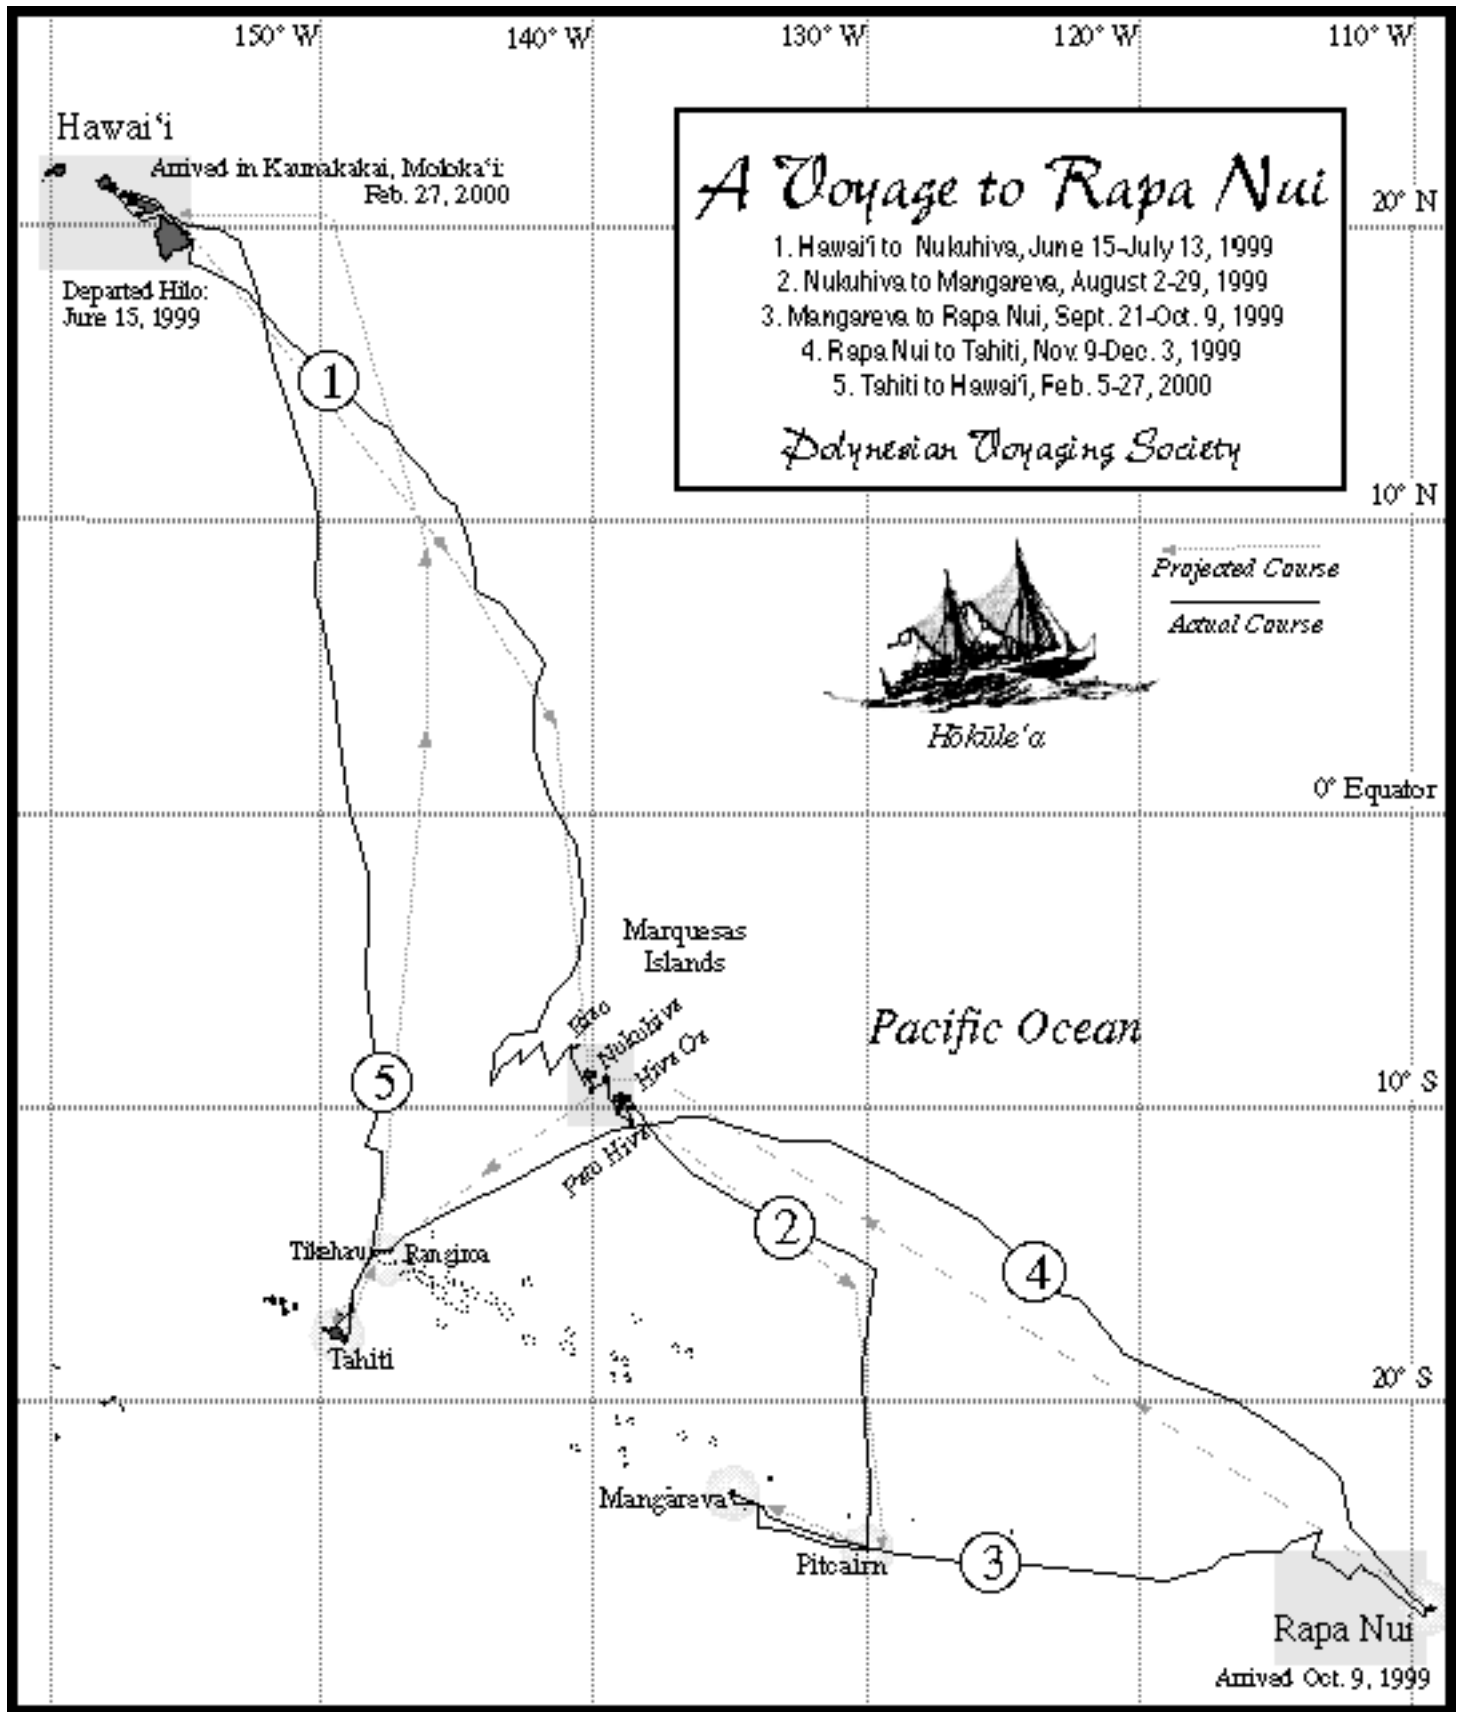 150° W
140° W
130° W
120° W
110° W
Hawai‘i
Arrived in Kaunakakai, Moloka‘i:
Feb. 27, 2000
Departed Hilo:
June 15, 1999
A Voyage to Rapa Nui
1. Hawai‘i to Nukuhiva, June 15-July 13, 1999
2. Nukuhiva to Mangareva, August 2-29, 1999
3. Mangareva to Rapa Nui, Sept. 21-Oct. 9, 1999
4. Rapa Nui to Tahiti, Nov. 9-Dec. 3, 1999
5. Tahiti to Hawai‘i, Feb. 5-27, 2000
Polynesian Voyaging Society
20° N
1
10° N
Projected Course
Actual Course
Hōkūle‘a
0° Equator
Marquesas
Islands
Eiao
Nukuhiva
Hiva Oa
Pacific Ocean
5
10° S
Fatu Hiva
2
4
Tikehau
Rangiroa
Tahiti
20° S
Mangareva
Pitcairn
3
Rapa Nui
Arrived Oct. 9, 1999